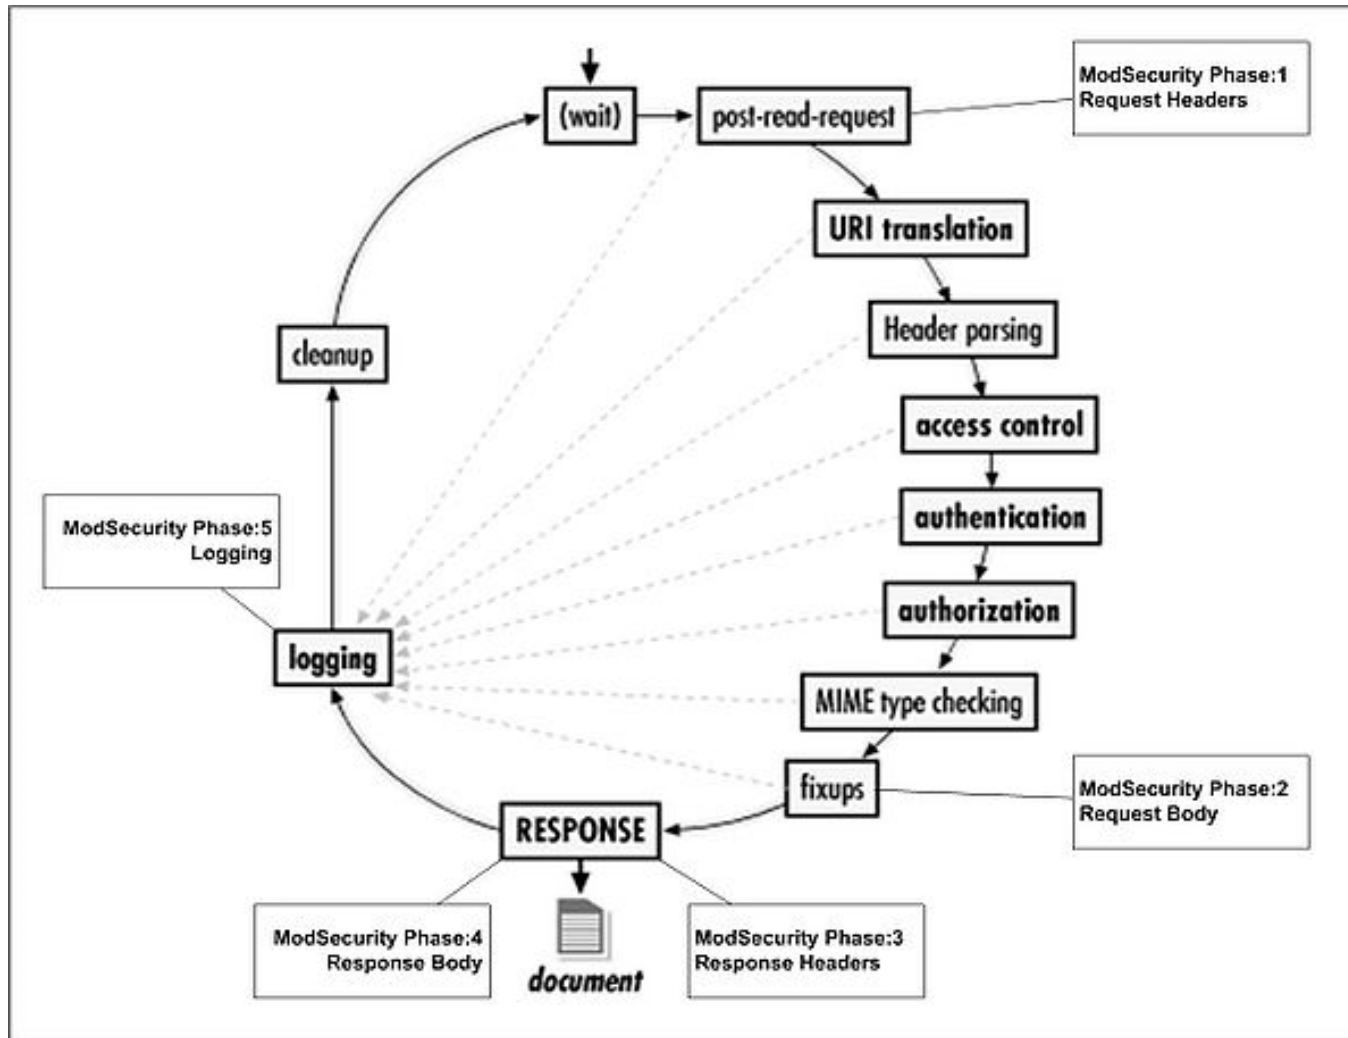 (wait)
post-read-request
ModSecurity Phase:1
Request Headers
URI translation
Header parsing
cleanup
access control
ModSecurity Phase:5
Logging
authentication
authorization
logging
MIME type checking
fixups
ModSecurity Phase:2
Request Body
RESPONSE
ModSecurity Phase:4
Response Body
document
ModSecurity Phase:3
Response Headers